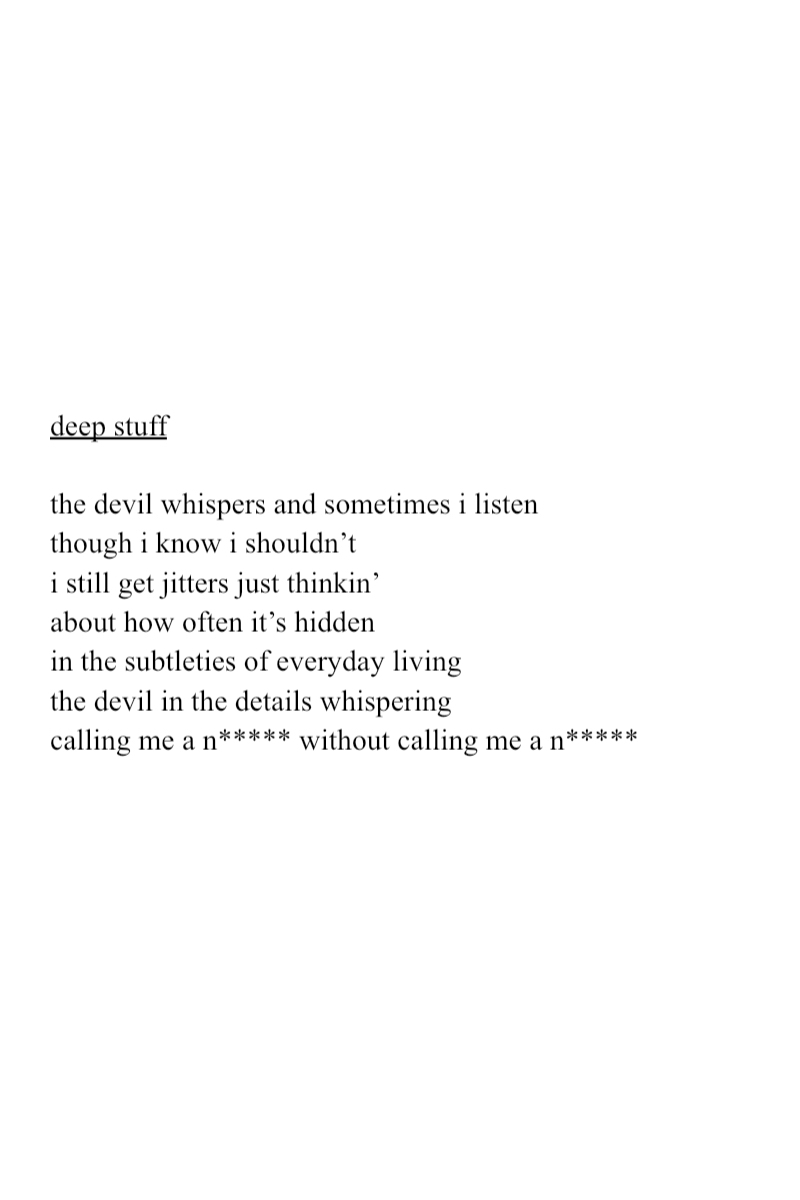 deep stuff
the devil whispers and sometimes i listen
though i know i shouldn’t
i still get jitters just thinkin’
about how often it’s hidden
in the subtleties of everyday living
the devil in the details whispering
calling me a n***** without calling me a n*****